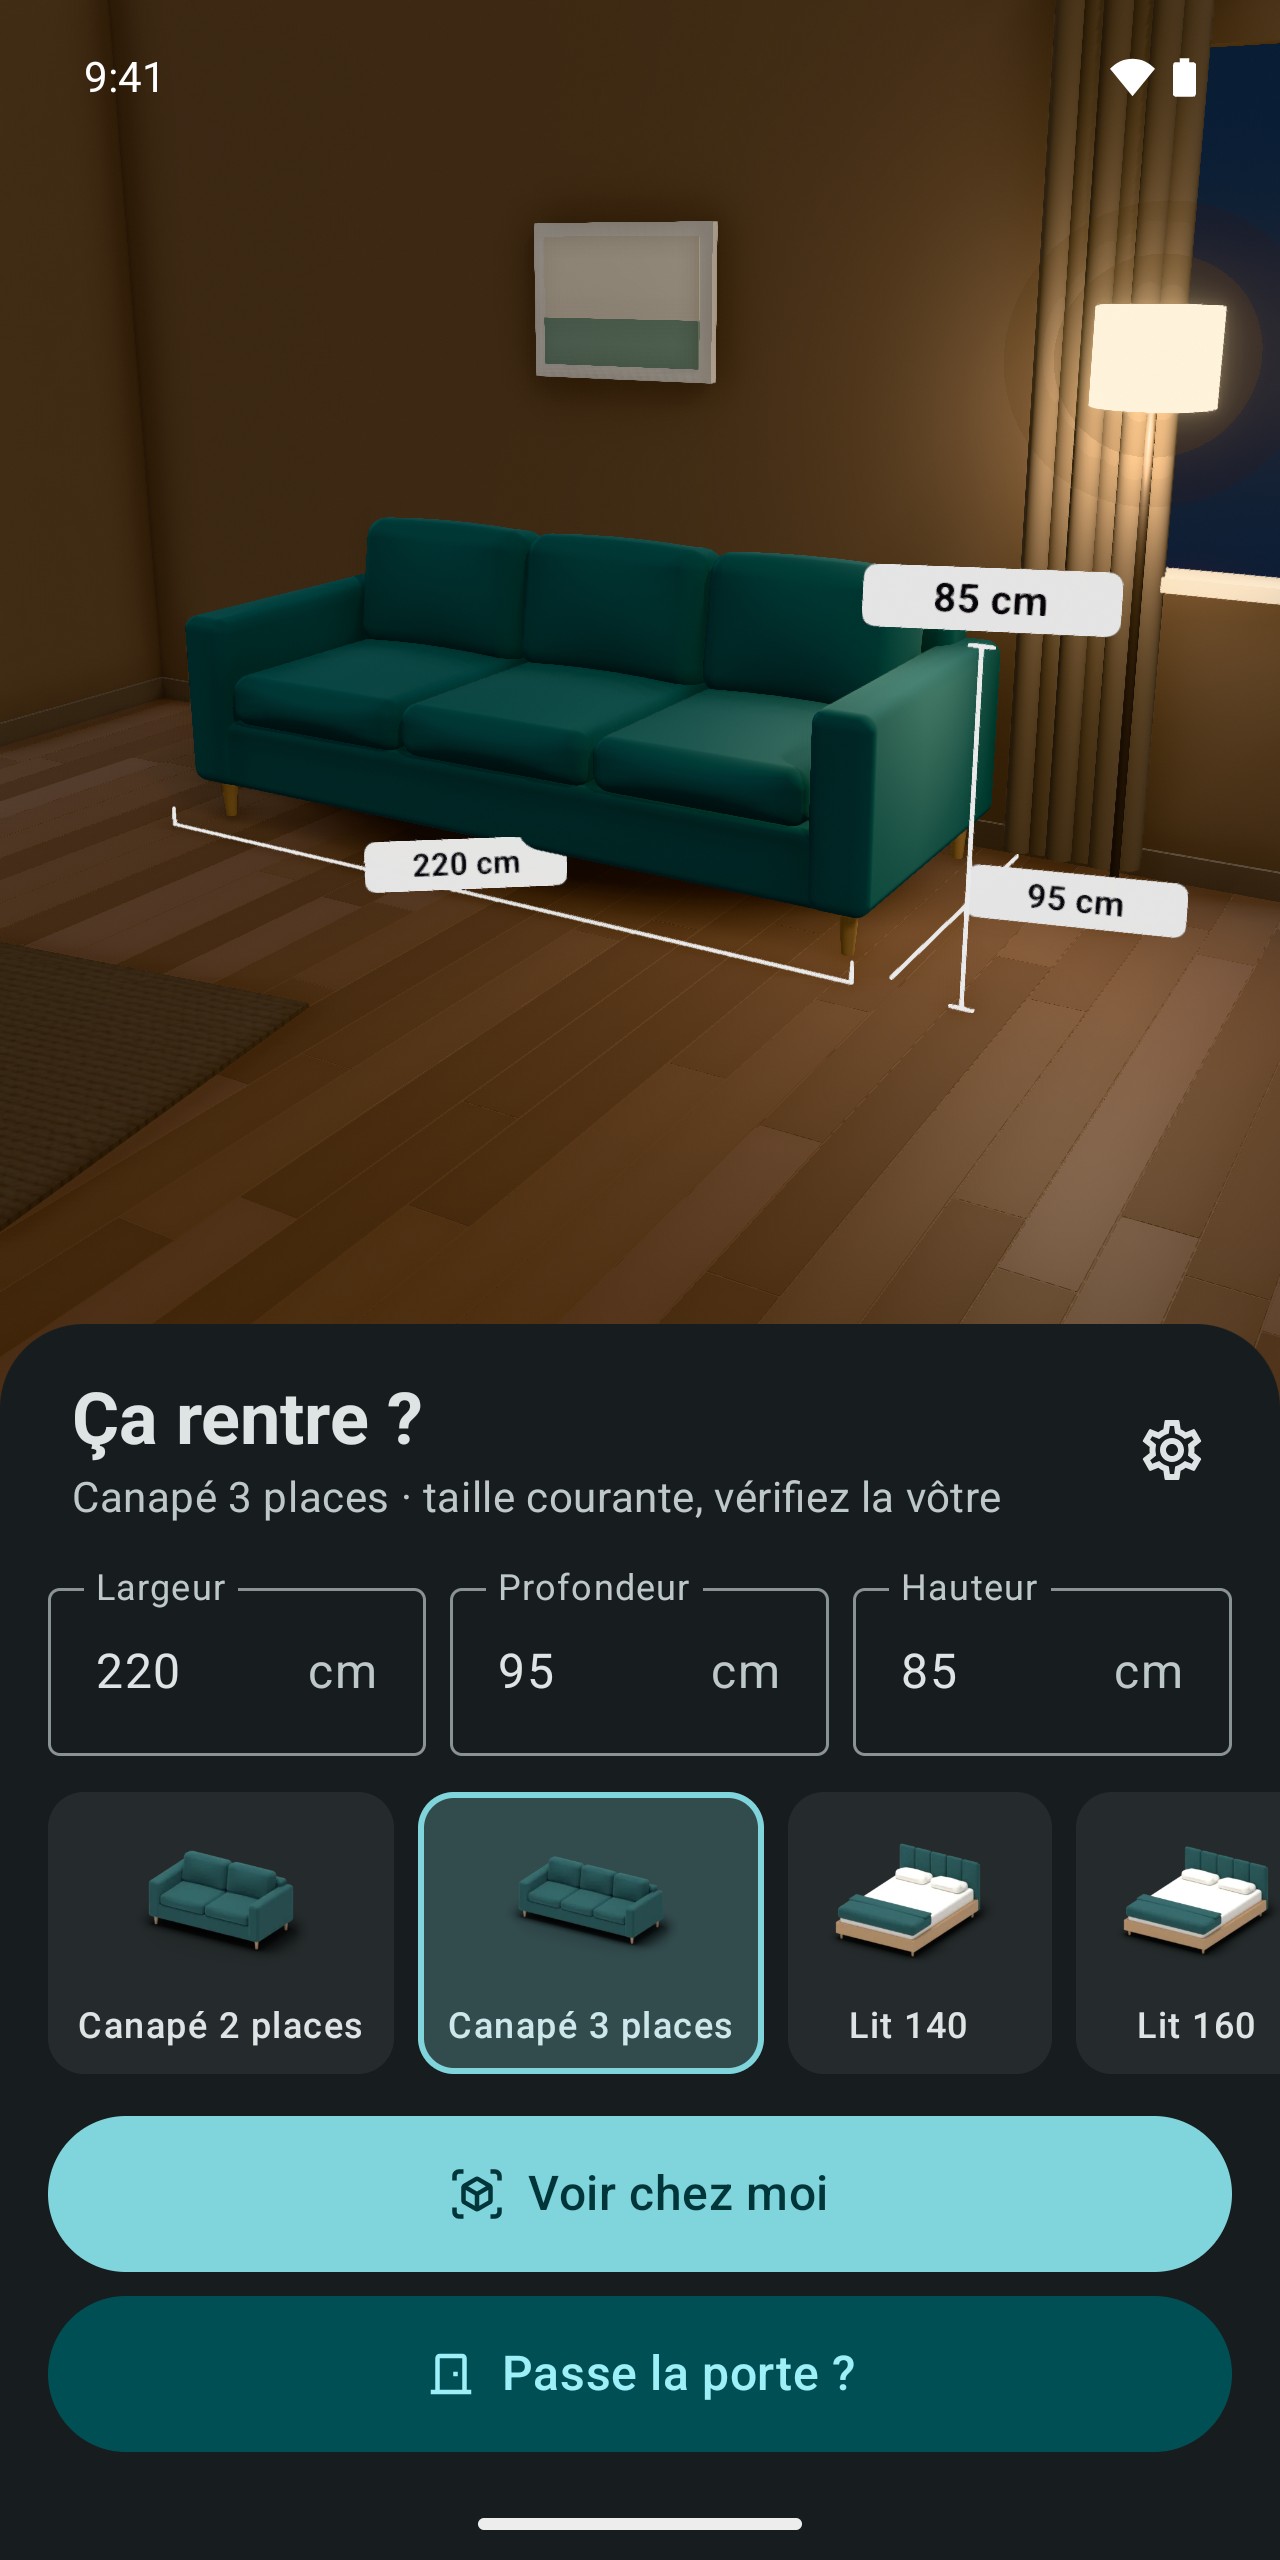 9:41
85 cm
220 cm
95 cm
Ça rentre ?
Canapé 3 places · taille courante, vérifiez la vôtre
Largeur
Profondeur
Hauteur
220 cm
95 cm
85 cm
Canapé 2 places
Canapé 3 places
Lit 140
Lit 160
Voir chez moi
Passe la porte ?